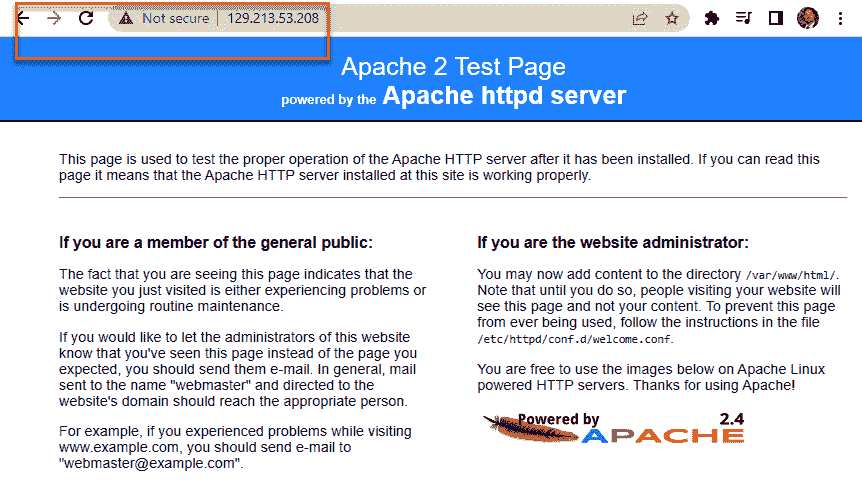 Not secure | 129.213.53.208
Apache 2 Test Page
powered by the Apache httpd server
This page is used to test the proper operation of the Apache HTTP server after it has been installed. If you can read this
page it means that the Apache HTTP server installed at this site is working properly.
If you are a member of the general public:
The fact that you are seeing this page indicates that the
website you just visited is either experiencing problems or
is undergoing routine maintenance.
If you would like to let the administrators of this website
know that you've seen this page instead of the page you
expected, you should send them e-mail. In general, mail
sent to the name "webmaster" and directed to the
website's domain should reach the appropriate person.
For example, if you experienced problems while visiting
www.example.com, you should send e-mail to
"webmaster@example.com".
If you are the website administrator:
You may now add content to the directory /var/www/html/.
Note that until you do so, people visiting your website will
see this page and not your content. To prevent this page
from ever being used, follow the instructions in the file
/etc/httpd/conf.d/welcome.conf.
You are free to use the images below on Apache Linux
powered HTTP servers. Thanks for using Apache!
Powered by 2.4
APACHE